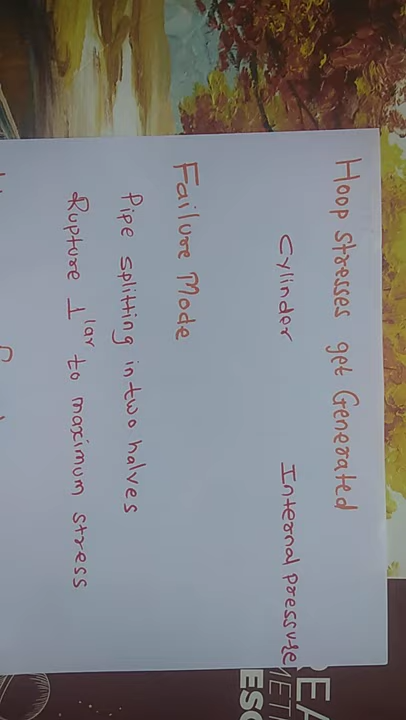 Hoop stresses get Generated
Cylinder Internal pressure
Failure Mode
Pipe splitting in two halves
Rupture ⊥lar to maximum stress